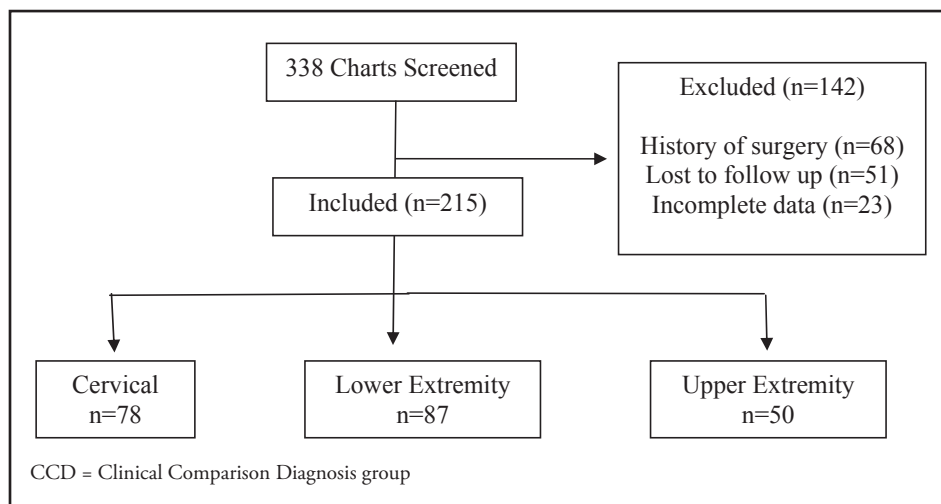 338 Charts Screened
Excluded (n=142)
History of surgery (n=68)
Lost to follow up (n=51)
Incomplete data (n=23)
Included (n=215)
Cervical
n=78
Lower Extremity
n=87
Upper Extremity
n=50
CCD = Clinical Comparison Diagnosis group